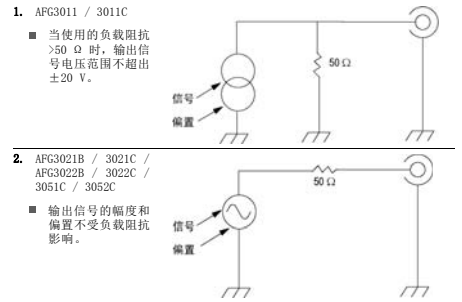 1. AFG3011 / 3011C
■ 当使用的负载阻抗
>50 Ω 时，输出信
号电压范围不超出
±20 V。
50 Ω
信号
偏置
2. AFG3021B / 3021C /
AFG3022B / 3022C /
3051C / 3052C
■ 输出信号的幅度和
偏置不受负载阻抗
影响。
50 Ω
信号
偏置